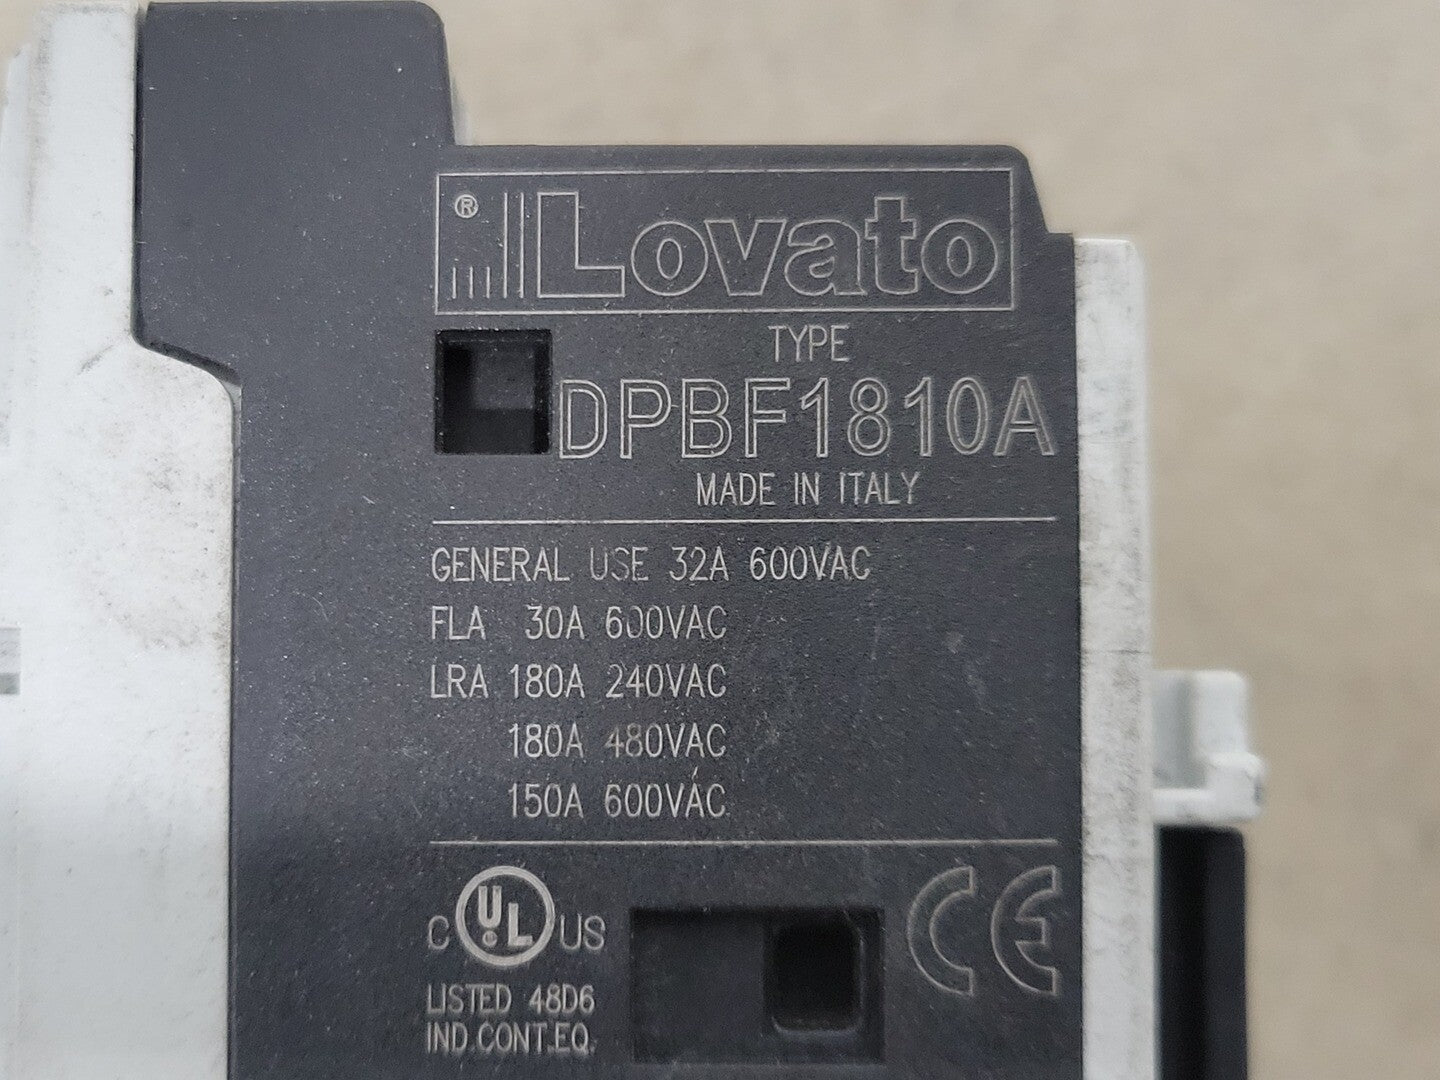 ® Lovato
TYPE
DPBF1810A
MADE IN ITALY
GENERAL USE 32A 600VAC
FLA 30A 600VAC
LRA 180A 240VAC
180A 480VAC
150A 600VAC
C UL US
CE
LISTED 48D6
IND.CONT.EQ.